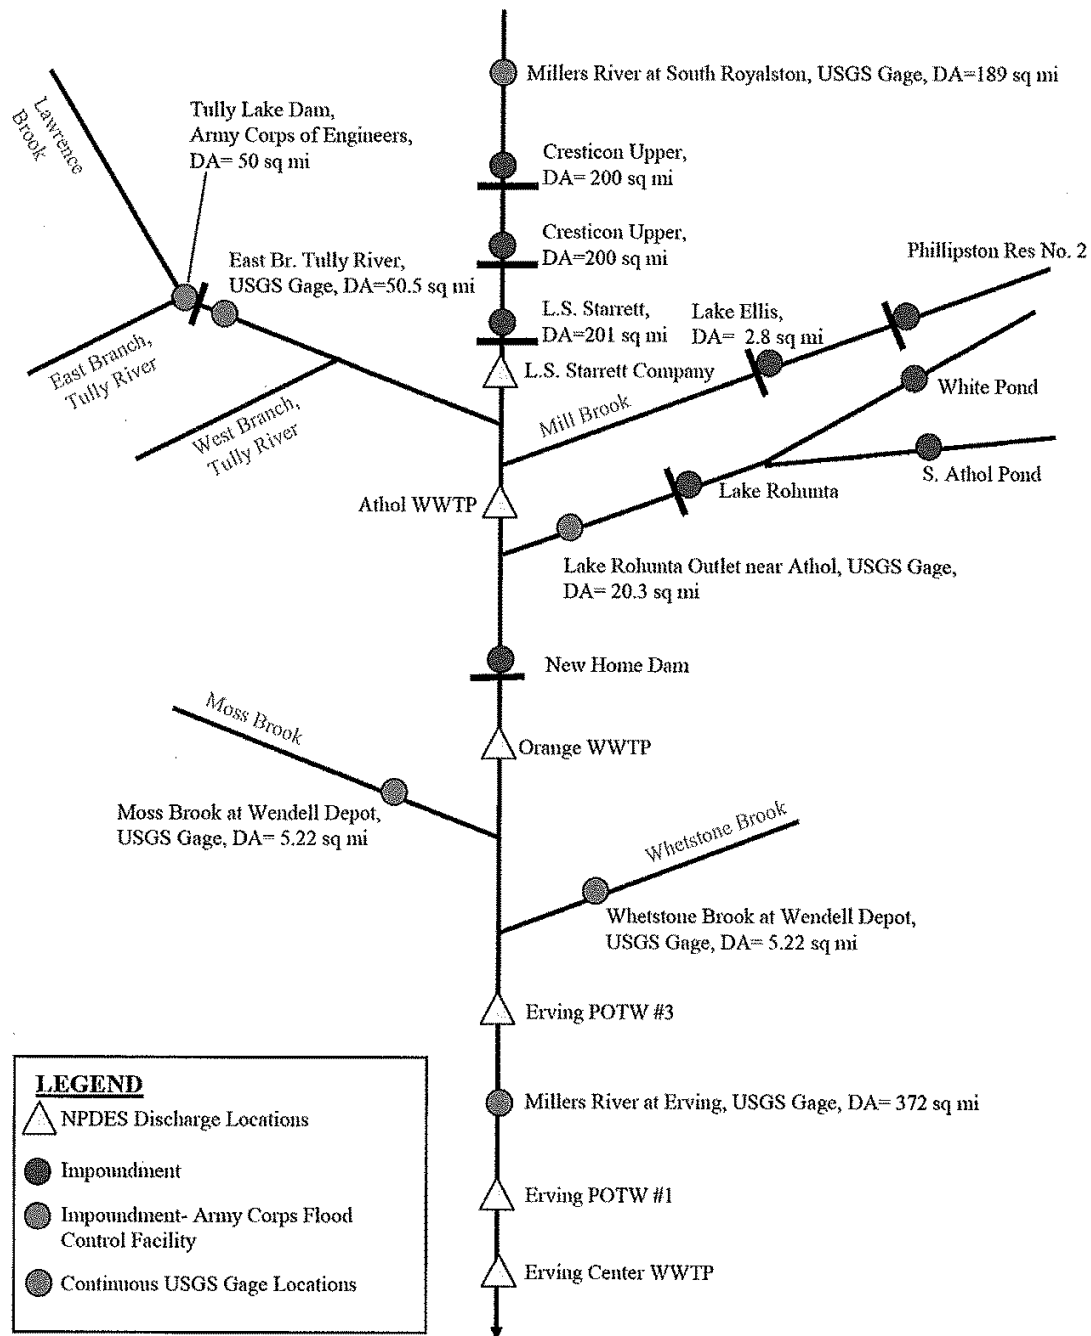 Millers River at South Royalston, USGS Gage, DA=189 sq mi
Lawrence
Brook
Tully Lake Dam,
Army Corps of Engineers,
DA= 50 sq mi
Cresticon Upper,
DA= 200 sq mi
Cresticon Upper,
DA=200 sq mi
Phillipston Res No. 2
East Br. Tully River,
USGS Gage, DA=50.5 sq mi
L.S. Starrett,
DA=201 sq mi
Lake Ellis,
DA= 2.8 sq mi
East Branch,
Tully River
L.S. Starrett Company
White Pond
Mill Brook
West Branch,
Tully River
S. Athol Pond
Lake Rohunta
Athol WWTP
Lake Rohunta Outlet near Athol, USGS Gage,
DA= 20.3 sq mi
New Home Dam
Moss Brook
Orange WWTP
Moss Brook at Wendell Depot,
USGS Gage, DA= 5.22 sq mi
Whetstone Brook
Whetstone Brook at Wendell Depot,
USGS Gage, DA= 5.22 sq mi
Erving POTW #3
Millers River at Erving, USGS Gage, DA= 372 sq mi
Erving POTW #1
Erving Center WWTP
LEGEND
NPDES Discharge Locations
Impoundment
Impoundment- Army Corps Flood
Control Facility
Continuous USGS Gage Locations